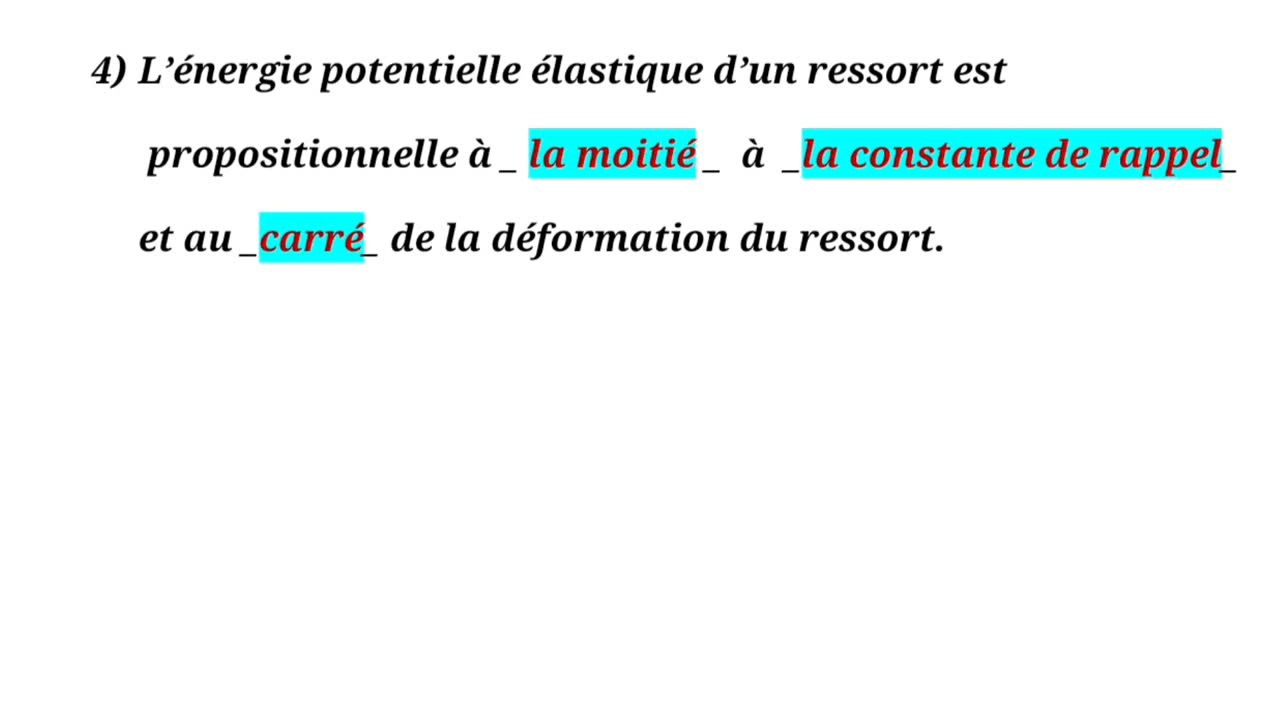 4) L’énergie potentielle élastique d’un ressort est
propositionnelle à _ la moitié _ à _la constante de rappel_
et au _carré_ de la déformation du ressort.